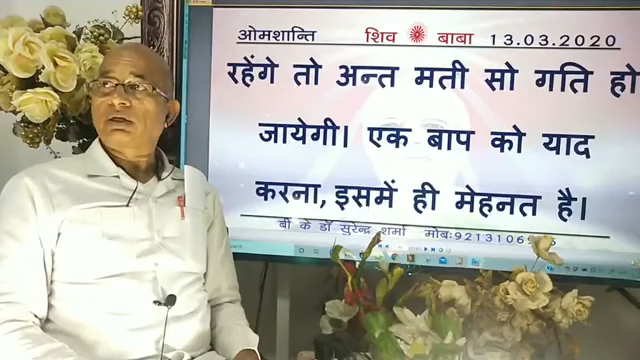 ओमशान्ति शिव बाबा 13.03.2020
रहेंगे तो अन्त मती सो गति हो
जायेगी। एक बाप को याद
करना, इसमें ही मेहनत है।
बी के डॉ सुरेन्द्र शर्मा मोबः